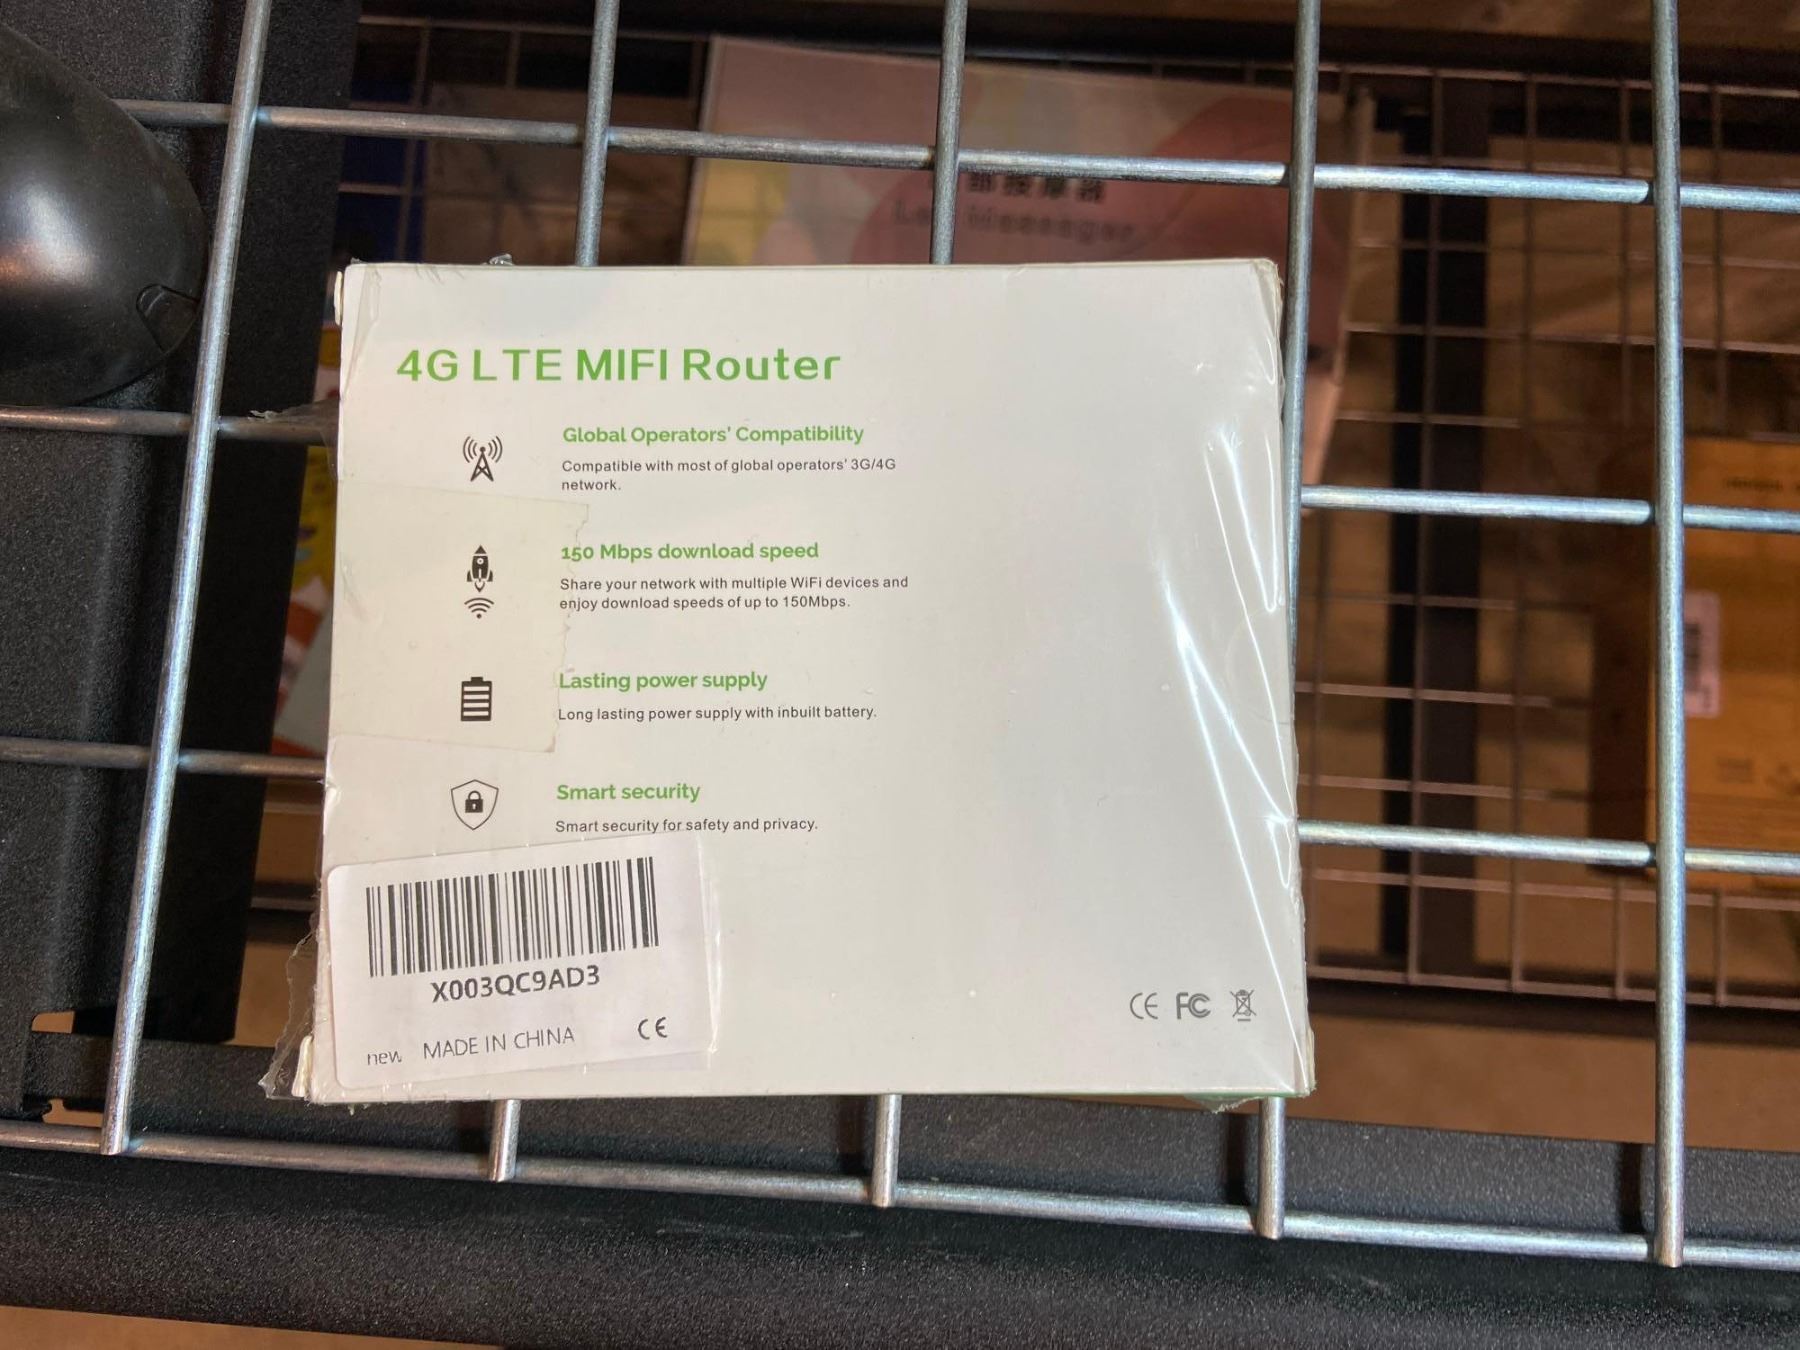 Massager
4G LTE MIFI Router
Global Operators' Compatibility
Compatible with most of global operators' 3G/4G
network.
150 Mbps download speed
Share your network with multiple WiFi devices and
enjoy download speeds of up to 150Mbps.
Lasting power supply
Long lasting power supply with inbuilt battery.
Smart security
Smart security for safety and privacy.
X003QC9AD3
new MADE IN CHINA CE
CE FC